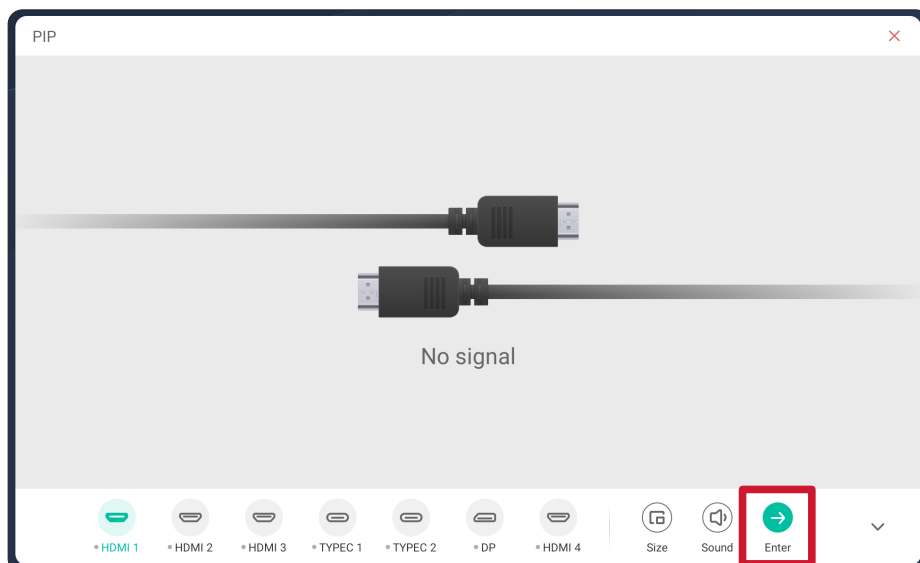 PIP
No signal
HDMI 1
HDMI 2
HDMI 3
TYPEC 1
TYPEC 2
DP
HDMI 4
Size
Sound
Enter